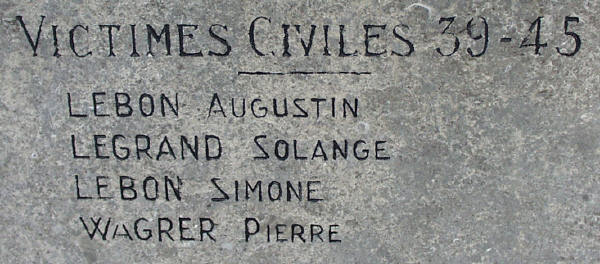 VICTIMES CIVILES 39-45
LEBON AUGUSTIN
LEGRAND SOLANGE
LEBON SIMONE
WAGRER PIERRE